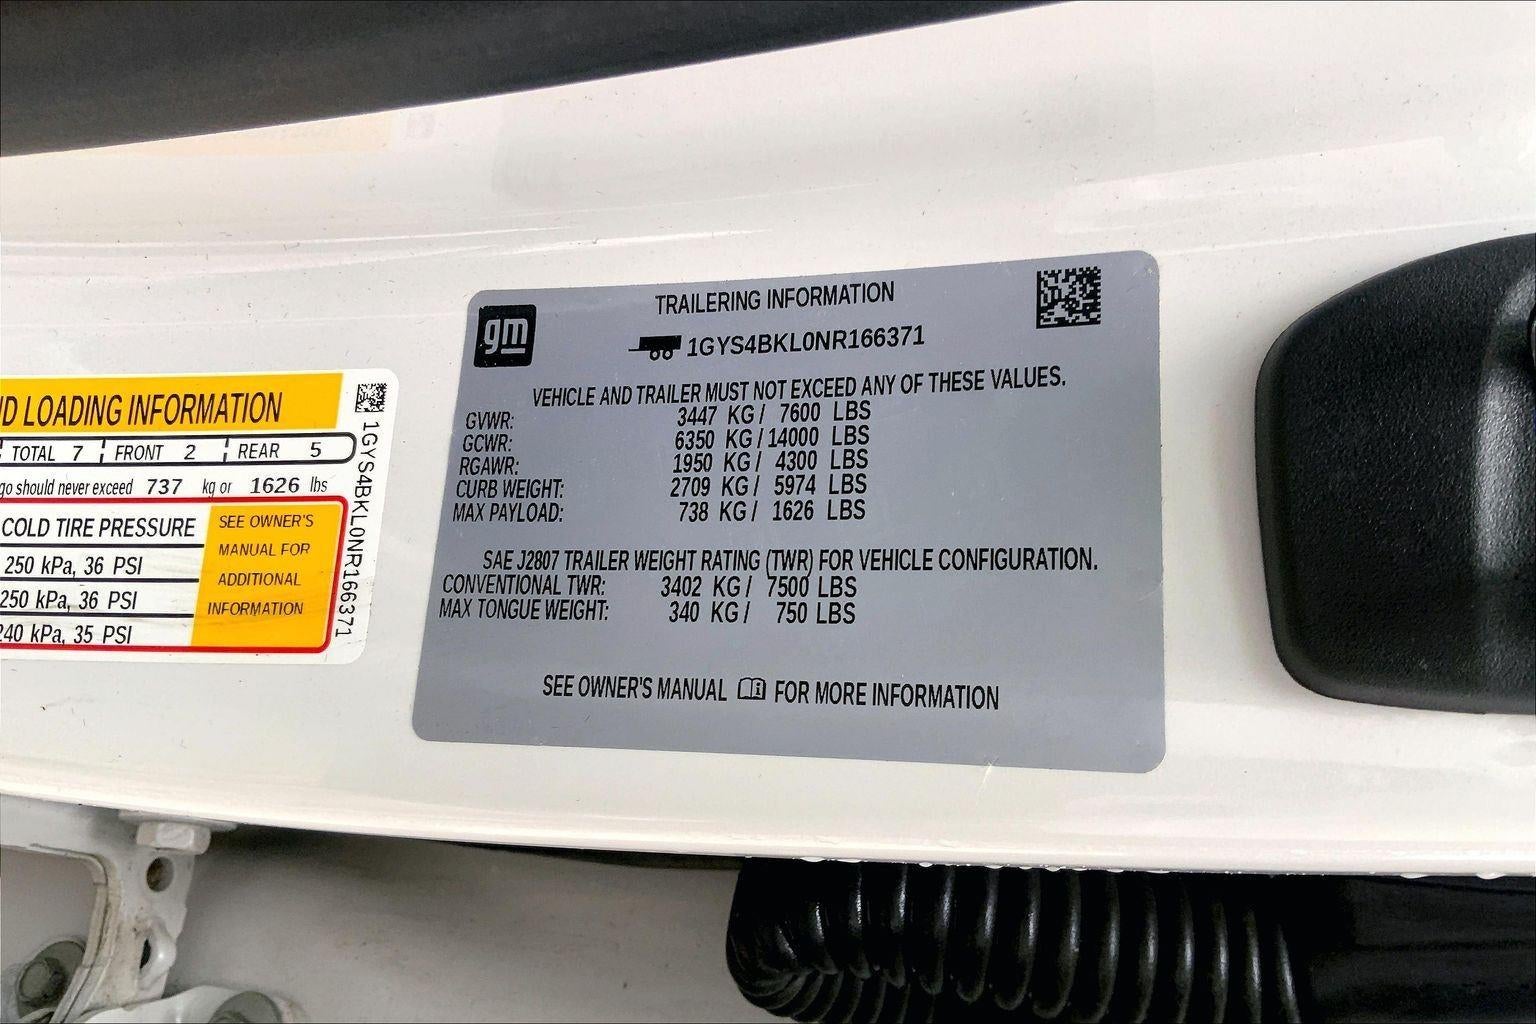 ND LOADING INFORMATION
TOTAL 7 FRONT 2 REAR 5
go should never exceed 737 kg or 1626 lbs
COLD TIRE PRESSURE
250 kPa, 36 PSI
250 kPa, 36 PSI
240 kPa, 35 PSI
SEE OWNER'S
MANUAL FOR
ADDITIONAL
INFORMATION
1GYS4BKL0NR166371
gm
TRAILERING INFORMATION
1GYS4BKL0NR166371
VEHICLE AND TRAILER MUST NOT EXCEED ANY OF THESE VALUES.
GVWR: 3447 KG/ 7600 LBS
GCWR: 6350 KG/14000 LBS
RGAWR: 1950 KG/ 4300 LBS
CURB WEIGHT: 2709 KG/ 5974 LBS
MAX PAYLOAD: 738 KG/ 1626 LBS
SAE J2807 TRAILER WEIGHT RATING (TWR) FOR VEHICLE CONFIGURATION.
CONVENTIONAL TWR: 3402 KG/ 7500 LBS
MAX TONGUE WEIGHT: 340 KG/ 750 LBS
SEE OWNER'S MANUAL FOR MORE INFORMATION